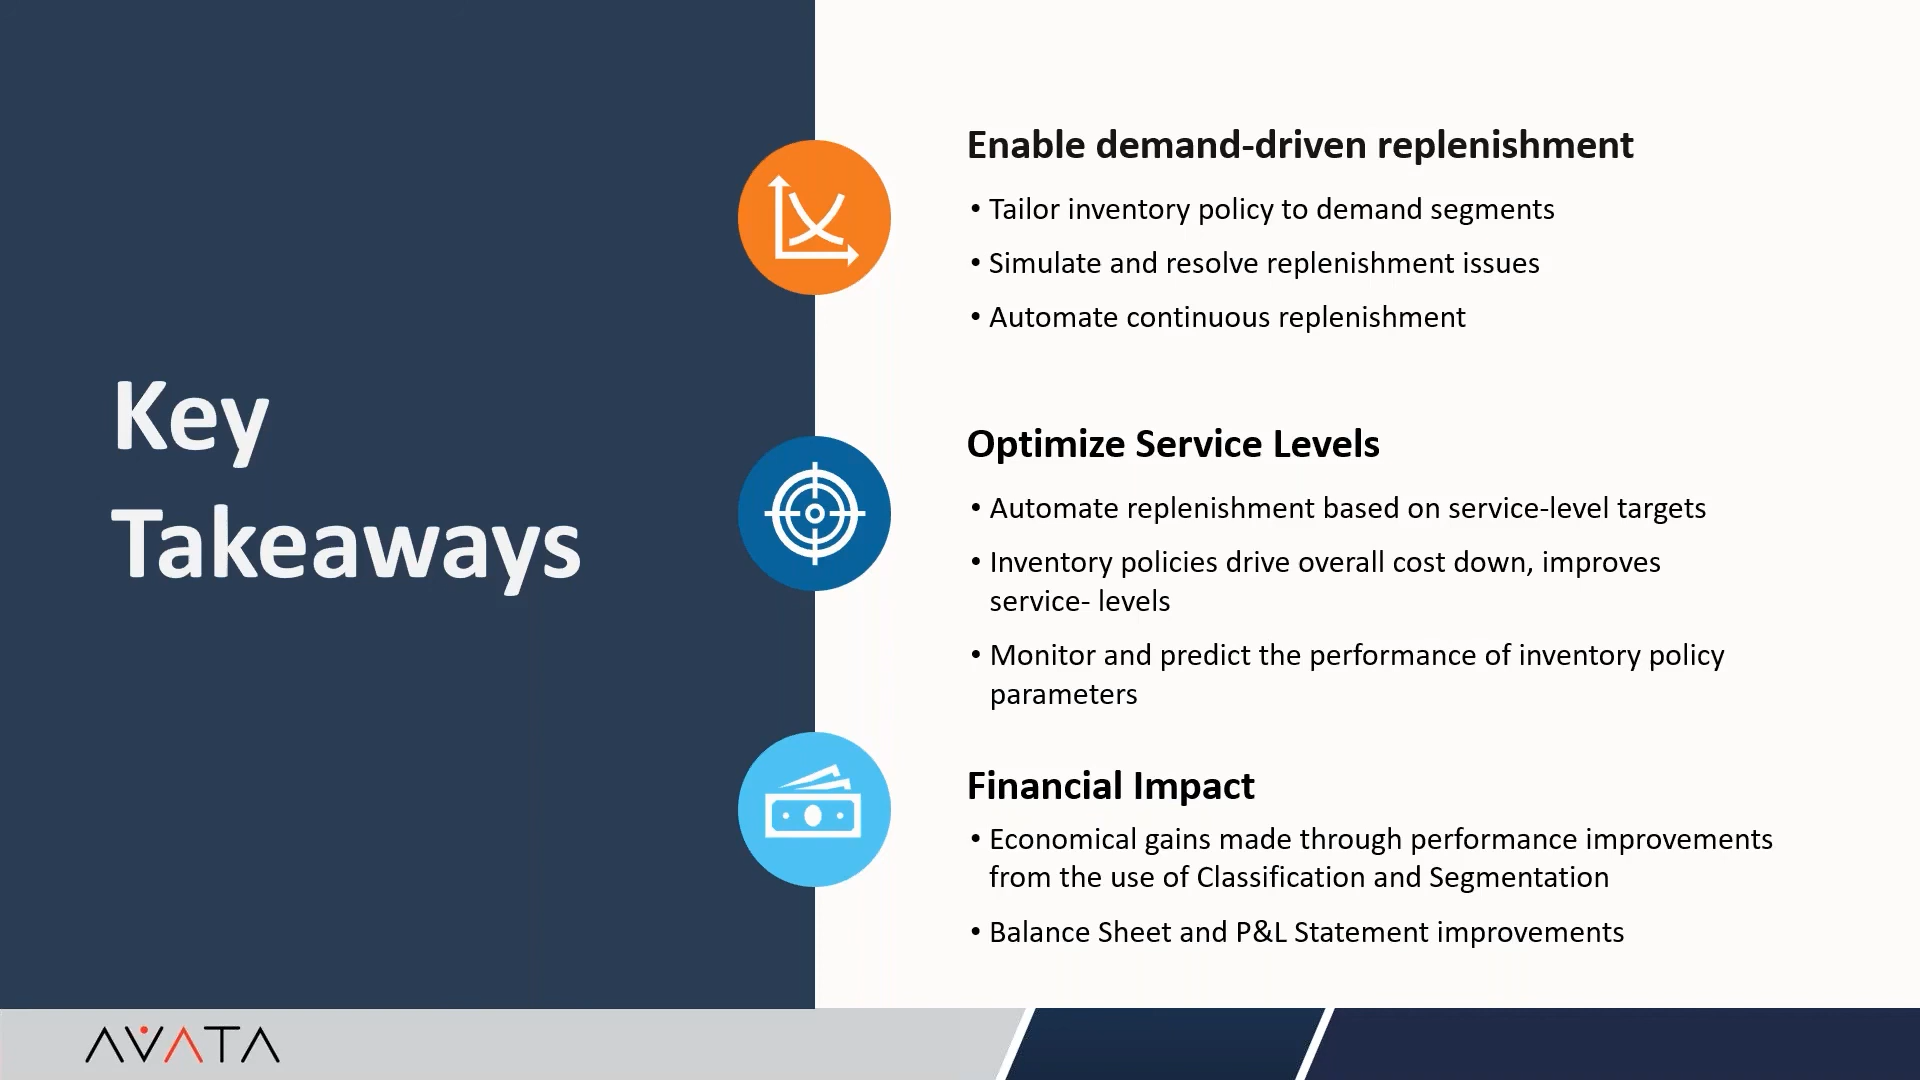 Key
Takeaways
Enable demand-driven replenishment
• Tailor inventory policy to demand segments
• Simulate and resolve replenishment issues
• Automate continuous replenishment
Optimize Service Levels
• Automate replenishment based on service-level targets
• Inventory policies drive overall cost down, improves
service- levels
• Monitor and predict the performance of inventory policy
parameters
Financial Impact
• Economical gains made through performance improvements
from the use of Classification and Segmentation
• Balance Sheet and P&L Statement improvements
AVATA